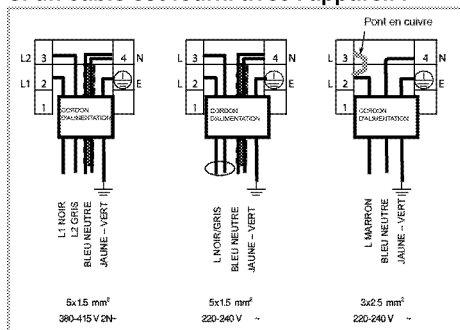 Pont en cuivre
L2 3 4 N
L1 2 E
1
CORDON
D'ALIMENTATION
L1 NOIR
L2 GRIS
BLEU NEUTRE
JAUNE – VERT
5x1.5 mm²
380-415 V 2N~
L 3 4 N
L 2 E
1
CORDON
D'ALIMENTATION
L NOIR/GRIS
BLEU NEUTRE
JAUNE – VERT
5x1.5 mm²
220-240 V ~
L 3 4 N
L 2 E
1
CORDON
D'ALIMENTATION
L MARRON
BLEU NEUTRE
JAUNE – VERT
3x2.5 mm²
220-240 V ~